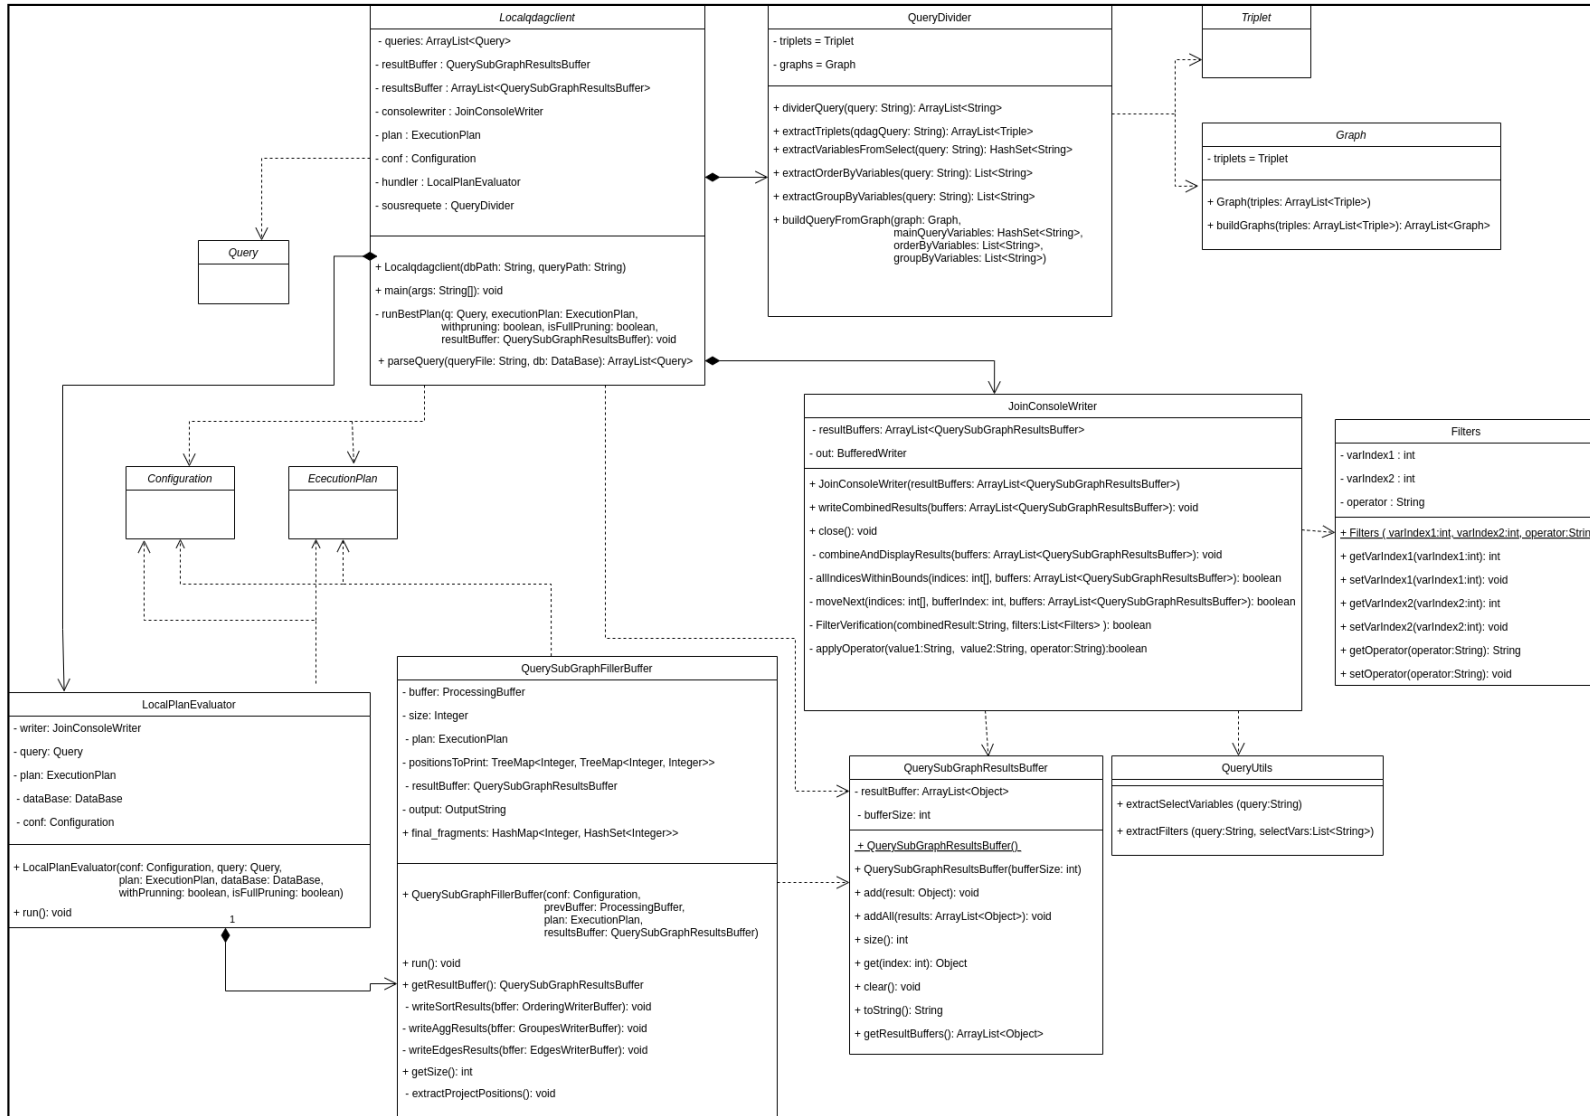 Localqdagclient
- queries: ArrayList<Query>
- resultBuffer : QuerySubGraphResultsBuffer
- resultsBuffer : ArrayList<QuerySubGraphResultsBuffer>
- consolewriter : JoinConsoleWriter
- plan : ExecutionPlan
- conf : Configuration
- hundler : LocalPlanEvaluator
- sousrequete : QueryDivider
+ Localqdagclient(dbPath: String, queryPath: String)
+ main(args: String[]): void
- runBestPlan(q: Query, executionPlan: ExecutionPlan,
withpruning: boolean, isFullPruning: boolean,
resultBuffer: QuerySubGraphResultsBuffer): void
+ parseQuery(queryFile: String, db: DataBase): ArrayList<Query>
QueryDivider
- triplets = Triplet
- graphs = Graph
+ dividerQuery(query: String): ArrayList<String>
+ extractTriplets(qdagQuery: String): ArrayList<Triple>
+ extractVariablesFromSelect(query: String): HashSet<String>
+ extractOrderByVariables(query: String): List<String>
+ extractGroupByVariables(query: String): List<String>
+ buildQueryFromGraph(graph: Graph,
mainQueryVariables: HashSet<String>,
orderByVariables: List<String>,
groupByVariables: List<String>)
Triplet
Graph
- triplets = Triplet
+ Graph(triples: ArrayList<Triple>)
+ buildGraphs(triples: ArrayList<Triple>): ArrayList<Graph>
Query
Configuration
EcecutionPlan
JoinConsoleWriter
- resultBuffers: ArrayList<QuerySubGraphResultsBuffer>
- out: BufferedWriter
+ JoinConsoleWriter(resultBuffers: ArrayList<QuerySubGraphResultsBuffer>)
+ writeCombinedResults(buffers: ArrayList<QuerySubGraphResultsBuffer>): void
+ close(): void
- combineAndDisplayResults(buffers: ArrayList<QuerySubGraphResultsBuffer>): void
- allIndicesWithinBounds(indices: int[], buffers: ArrayList<QuerySubGraphResultsBuffer>): boolean
- moveNext(indices: int[], bufferIndex: int, buffers: ArrayList<QuerySubGraphResultsBuffer>): boolean
- FilterVerification(combinedResult:String, filters:List<Filters> ): boolean
- applyOperator(value1:String, value2:String, operator:String):boolean
Filters
- varIndex1 : int
- varIndex2 : int
- operator : String
+ Filters ( varIndex1:int, varIndex2:int, operator:Strin
+ getVarIndex1(varIndex1:int): int
+ setVarIndex1(varIndex1:int): void
+ getVarIndex2(varIndex2:int): int
+ setVarIndex2(varIndex2:int): void
+ getOperator(operator:String): String
+ setOperator(operator:String): void
LocalPlanEvaluator
- writer: JoinConsoleWriter
- query: Query
- plan: ExecutionPlan
- dataBase: DataBase
- conf: Configuration
+ LocalPlanEvaluator(conf: Configuration, query: Query,
plan: ExecutionPlan, dataBase: DataBase,
withPrunning: boolean, isFullPruning: boolean)
+ run(): void
1
QuerySubGraphFillerBuffer
- buffer: ProcessingBuffer
- size: Integer
- plan: ExecutionPlan
- positionsToPrint: TreeMap<Integer, TreeMap<Integer, Integer>>
- resultBuffer: QuerySubGraphResultsBuffer
- output: OutputString
+ final_fragments: HashMap<Integer, HashSet<Integer>>
+ QuerySubGraphFillerBuffer(conf: Configuration,
prevBuffer: ProcessingBuffer,
plan: ExecutionPlan,
resultsBuffer: QuerySubGraphResultsBuffer)
+ run(): void
+ getResultBuffer(): QuerySubGraphResultsBuffer
- writeSortResults(bffer: OrderingWriterBuffer): void
- writeAggResults(bffer: GroupesWriterBuffer): void
- writeEdgesResults(bffer: EdgesWriterBuffer): void
+ getSize(): int
- extractProjectPositions(): void
QuerySubGraphResultsBuffer
- resultBuffer: ArrayList<Object>
- bufferSize: int
+ QuerySubGraphResultsBuffer()
+ QuerySubGraphResultsBuffer(bufferSize: int)
+ add(result: Object): void
+ addAll(results: ArrayList<Object>): void
+ size(): int
+ get(index: int): Object
+ clear(): void
+ toString(): String
+ getResultBuffers(): ArrayList<Object>
QueryUtils
+ extractSelectVariables (query:String)
+ extractFilters (query:String, selectVars:List<String>)